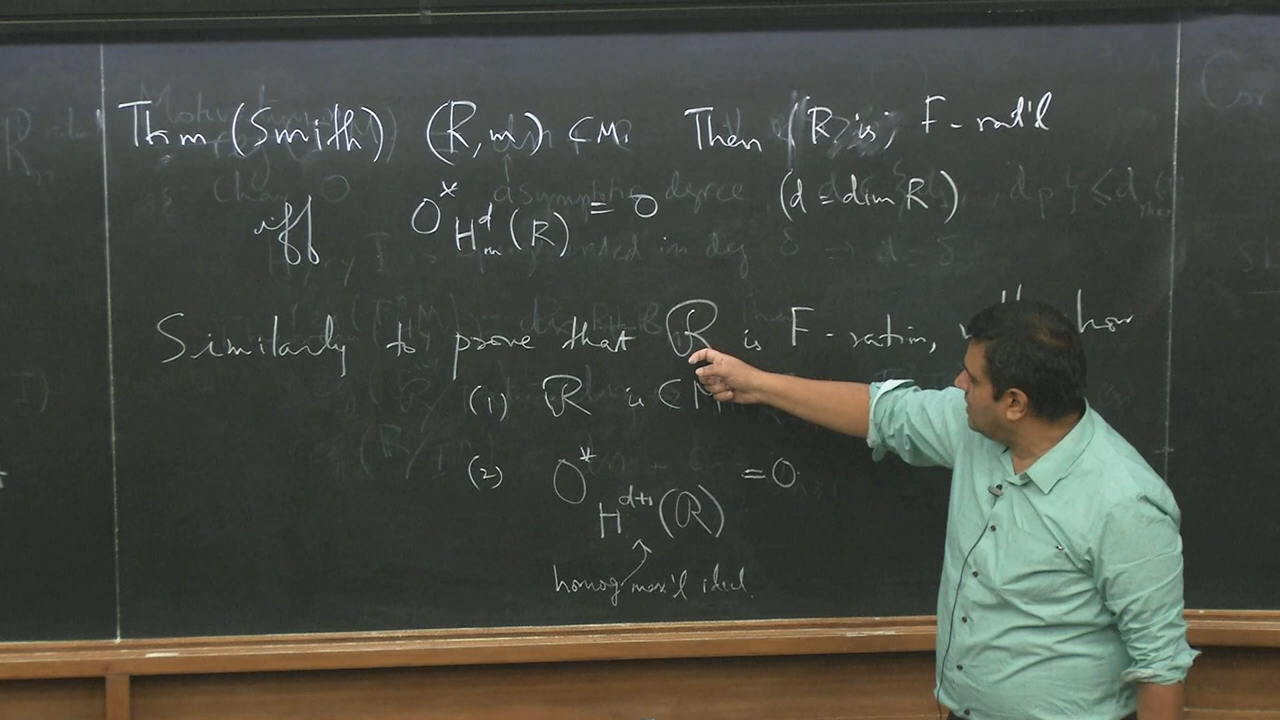 Thm (Smith) (R, m) CM. Then (R is) F-rat'l
iff 0^*_{H^d_m(R)} = 0 (d = dim R)
Similarly to prove that ℛ is F-ration,
(1) ℛ is CM
(2) 0^*_{H^{d+1}(ℛ)} = 0.
homog max'l ideal.